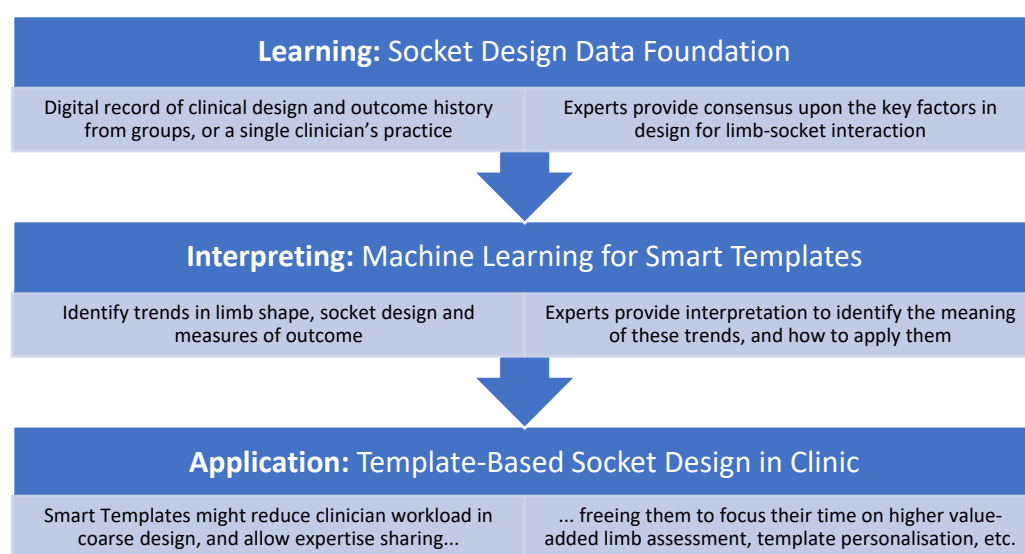 Learning: Socket Design Data Foundation
Digital record of clinical design and outcome history
from groups, or a single clinician’s practice
Experts provide consensus upon the key factors in
design for limb-socket interaction
Interpreting: Machine Learning for Smart Templates
Identify trends in limb shape, socket design and
measures of outcome
Experts provide interpretation to identify the meaning
of these trends, and how to apply them
Application: Template-Based Socket Design in Clinic
Smart Templates might reduce clinician workload in
coarse design, and allow expertise sharing...
... freeing them to focus their time on higher value-
added limb assessment, template personalisation, etc.